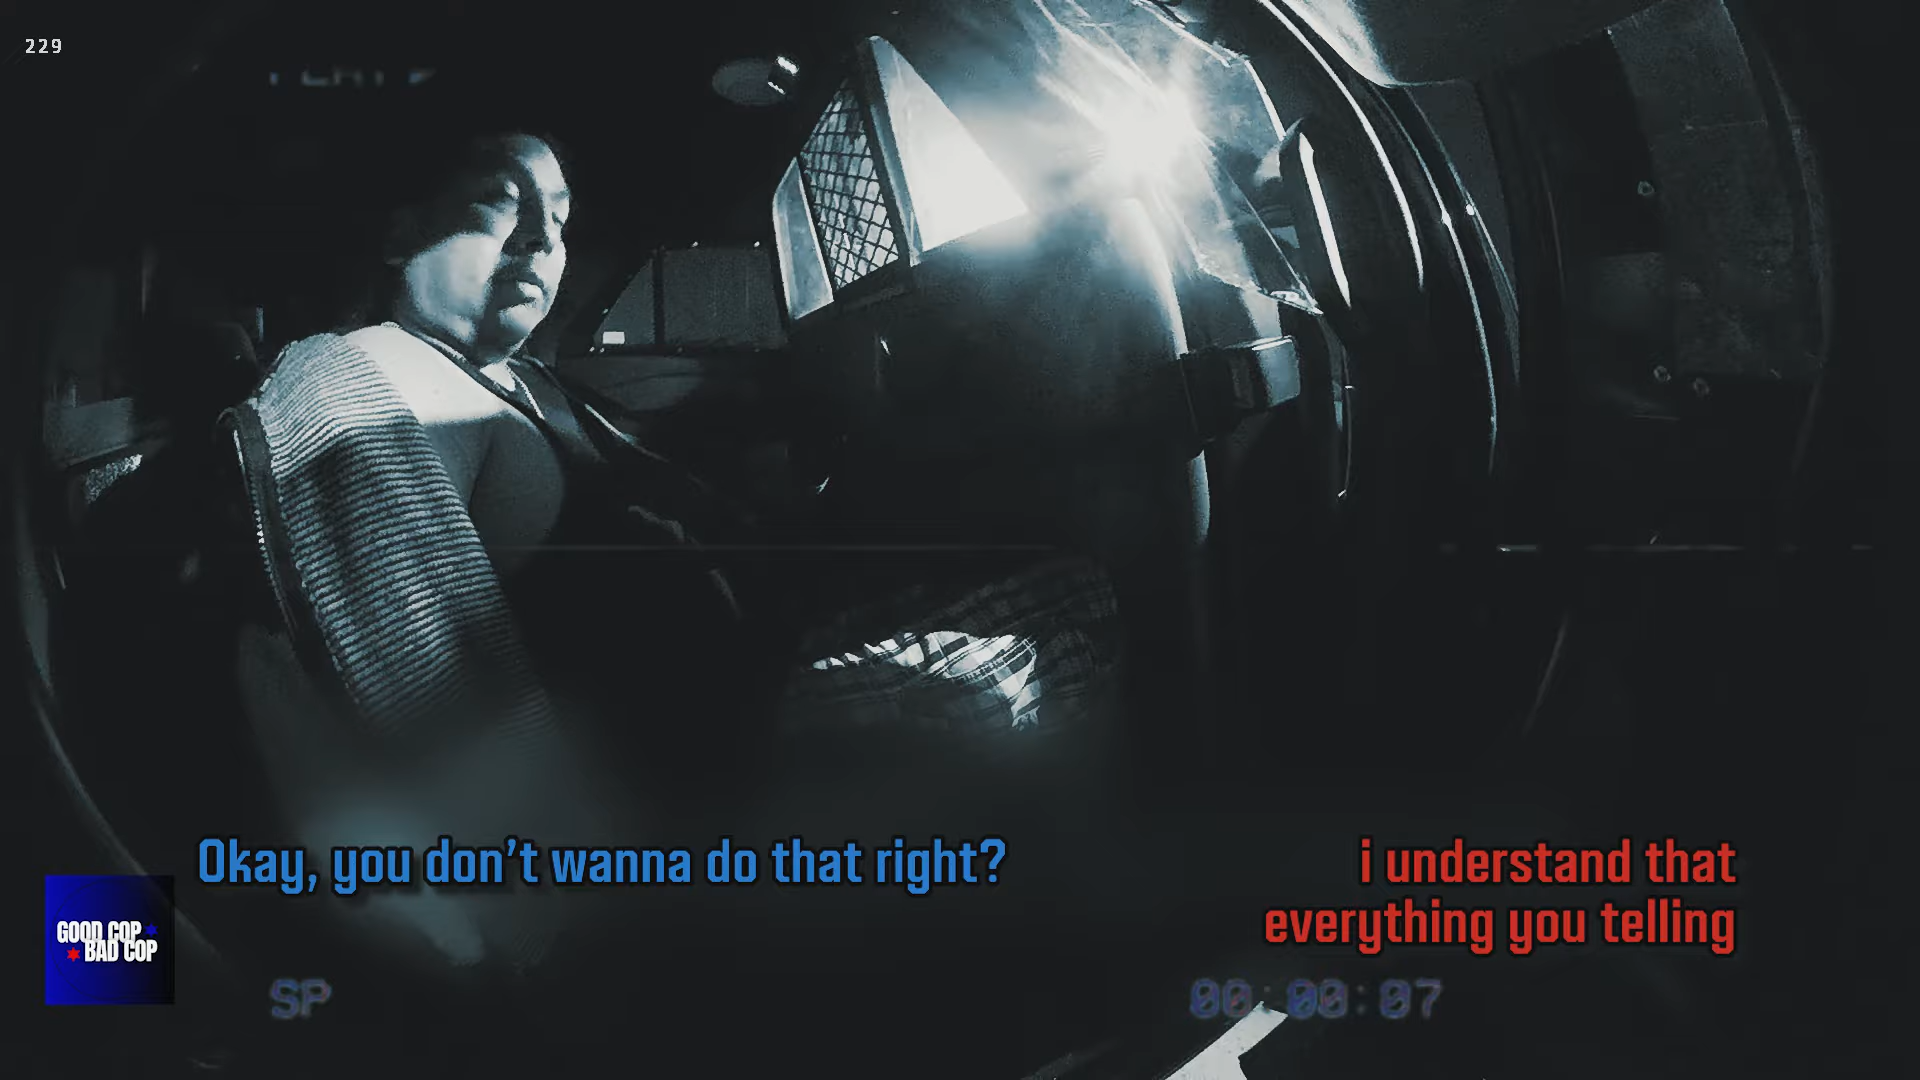 229
Okay, you don't wanna do that right?
i understand that
everything you telling
GOOD COP
BAD COP
SP
00:00:07